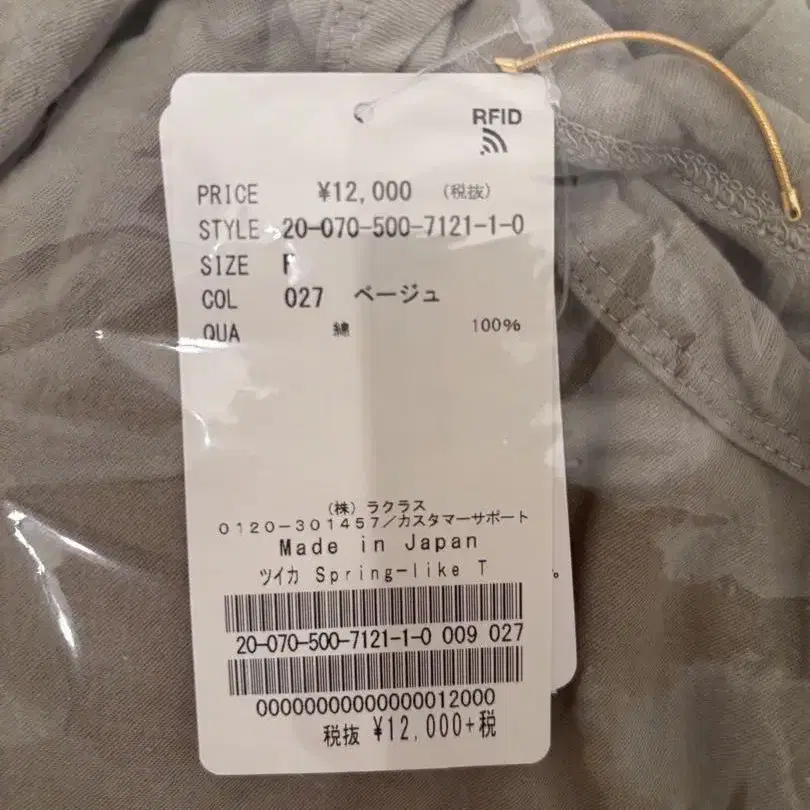 RFID
PRICE ¥12,000 (税抜)
STYLE 20-070-500-7121-1-0
SIZE F
COL 027 ベージュ
QUA 綿 100%
(株)ラクラス
0120-301457/カスタマーサポート
Made in Japan
ツイカ Spring-like T
20-070-500-7121-1-0 009 027
00000000000000012000
税抜 ¥12,000+税